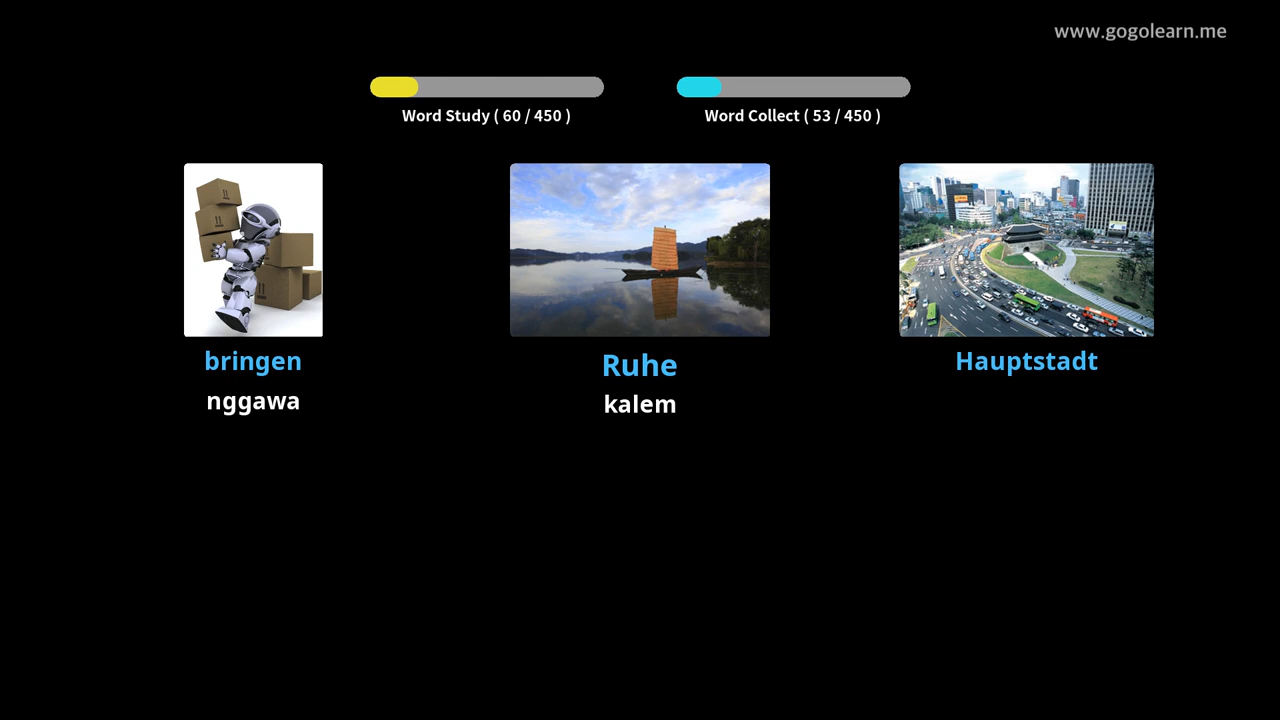 www.gogolearn.me
Word Study ( 60 / 450 )
Word Collect ( 53 / 450 )
bringen
nggawa
Ruhe
kalem
Hauptstadt